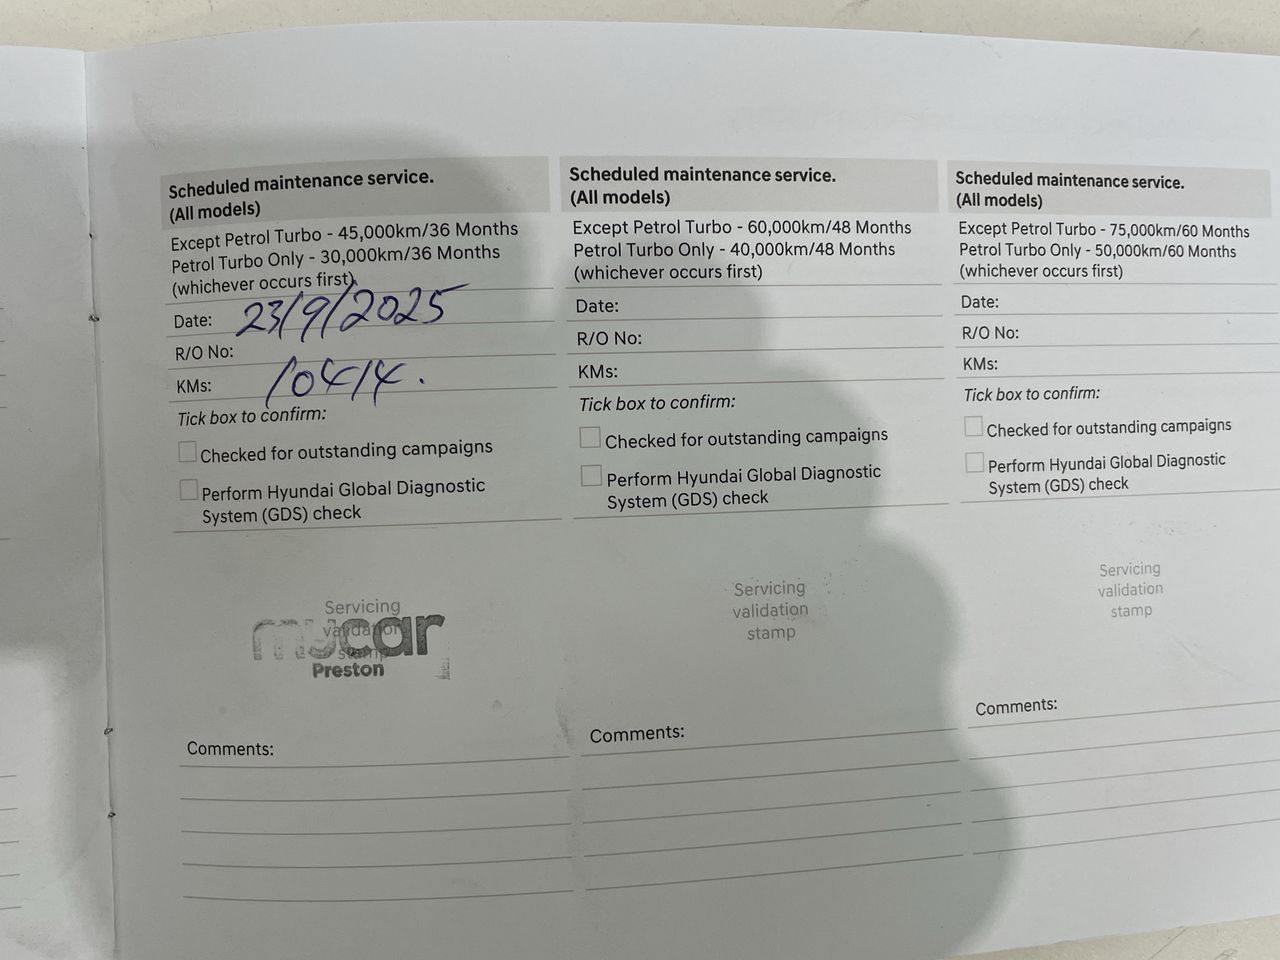 Scheduled maintenance service.
(All models)
Except Petrol Turbo - 45,000km/36 Months
Petrol Turbo Only - 30,000km/36 Months
(whichever occurs first)
Date: 23/9/2025
R/O No:
KMs: 10414.
Tick box to confirm:
Checked for outstanding campaigns
Perform Hyundai Global Diagnostic
System (GDS) check
Servicing
validation
stamp
mycar
Preston
Comments:
Scheduled maintenance service.
(All models)
Except Petrol Turbo - 60,000km/48 Months
Petrol Turbo Only - 40,000km/48 Months
(whichever occurs first)
Date:
R/O No:
KMs:
Tick box to confirm:
Checked for outstanding campaigns
Perform Hyundai Global Diagnostic
System (GDS) check
Servicing
validation
stamp
Comments:
Scheduled maintenance service.
(All models)
Except Petrol Turbo - 75,000km/60 Months
Petrol Turbo Only - 50,000km/60 Months
(whichever occurs first)
Date:
R/O No:
KMs:
Tick box to confirm:
Checked for outstanding campaigns
Perform Hyundai Global Diagnostic
System (GDS) check
Servicing
validation
stamp
Comments: